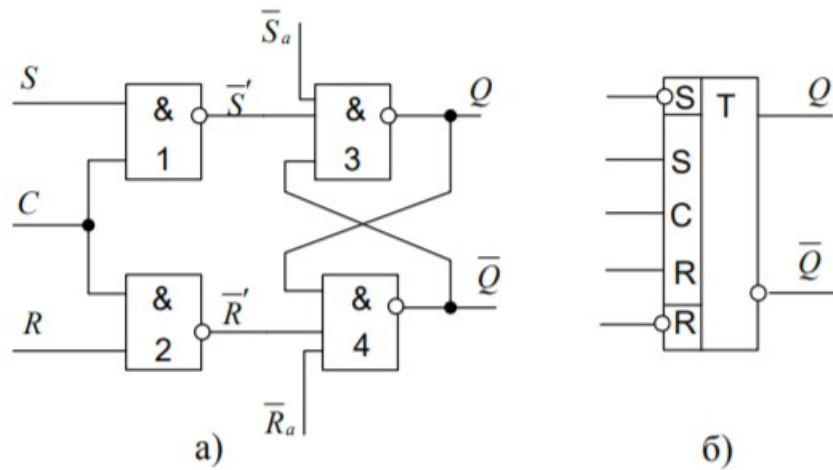 S̅a
S & S̅′ & Q
1 3
C
& R̅′ & Q̅
R 2 4
R̅a
а)
S T Q
S
C
R Q̅
R
б)